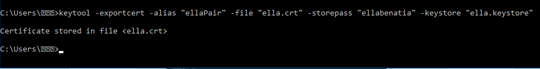 C:\Users\>keytool -exportcert -alias "ellaPair" -file "ella.crt" -storepass "ellabenatia" -keystore "ella.keystore"
Certificate stored in file <ella.crt>
C:\Users\>